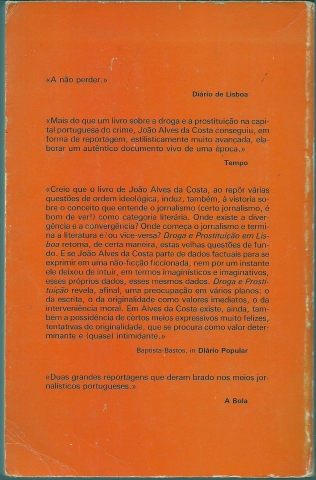 «A não perder.»
Diário de Lisboa
«Mais do que um livro sobre a droga e a prostituição na capi-
tal portuguesa do crime, João Alves da Costa conseguiu, em
forma de reportagem, estilisticamente muito avançada, ela-
borar um autêntico documento vivo de uma época.»
Tempo
«Creio que o livro de João Alves da Costa, ao repôr várias
questões de ordem ideológica, induz, também, à vistoria so-
bre o conceito que entende o jornalismo (certo jornalismo, é
bom de ver!) como categoria literária. Onde existe a diver-
gência e a convergência? Onde começa o jornalismo e termi-
na a literatura e/ou vice-versa? Droga e Prostituição em Lis-
boa retoma, de certa maneira, estas velhas questões de fun-
do. E se João Alves da Costa parte de dados factuais para se
exprimir em uma não-ficção ficcionada, nem por um instante
ele deixou de intuir, em termos imaginísticos e imaginativos,
esses próprios dados, esses mesmos dados. Droga e Prosti-
tuição revela, afinal, uma preocupação em vários planos: o
da escrita, o da originalidade como valores imediatos, o da
interveniência moral. Em Alves da Costa existe, ainda, tam-
bém a possidência de certos meios expressivos muito felizes,
tentativas de originalidade, que se procura como valor deter-
minante e (quase) intimidante.»
Baptista-Bastos, in Diário Popular
«Duas grandes reportagens que deram brado nos meios jor-
nalísticos portugueses.»
A Bola